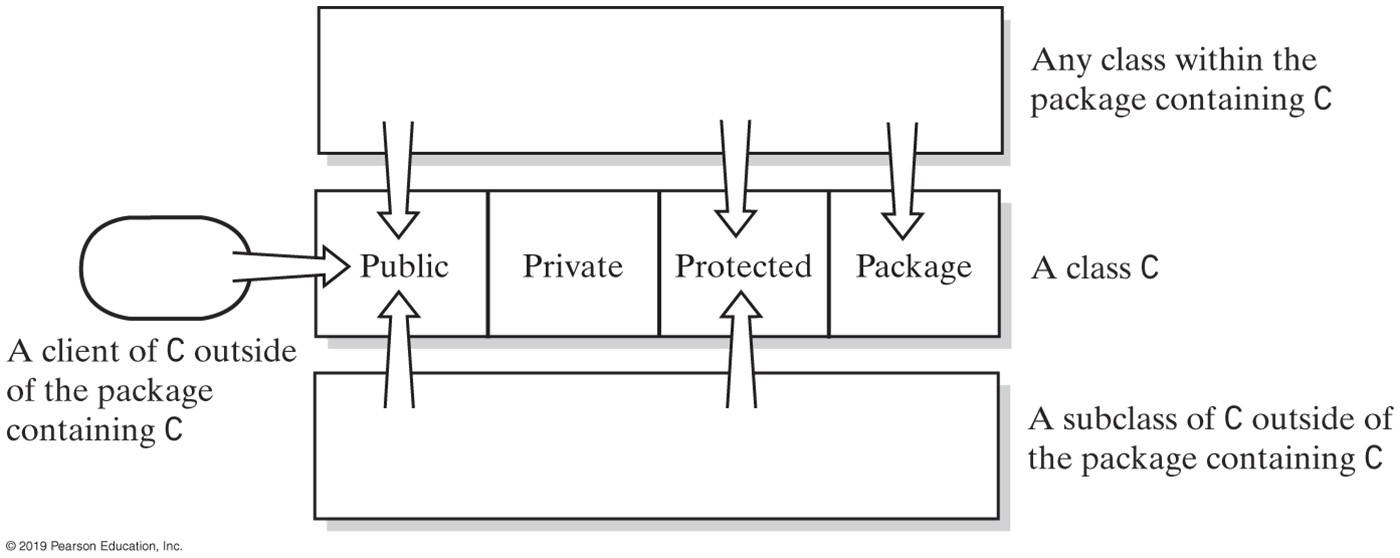 Any class within the
package containing C
Public
Private
Protected
Package
A class C
A client of C outside
of the package
containing C
A subclass of C outside of
the package containing C
© 2019 Pearson Education, Inc.